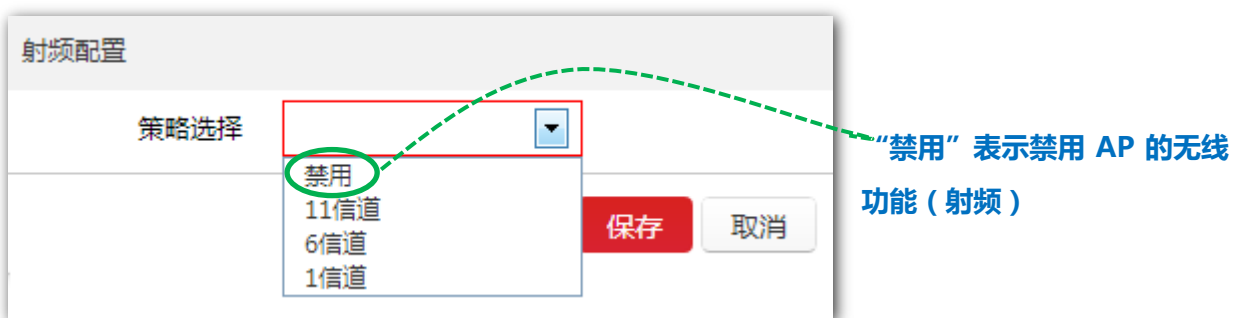 射频配置
策略选择
禁用
11信道
6信道
1信道
保存 取消
“禁用”表示禁用 AP 的无线
功能（射频）